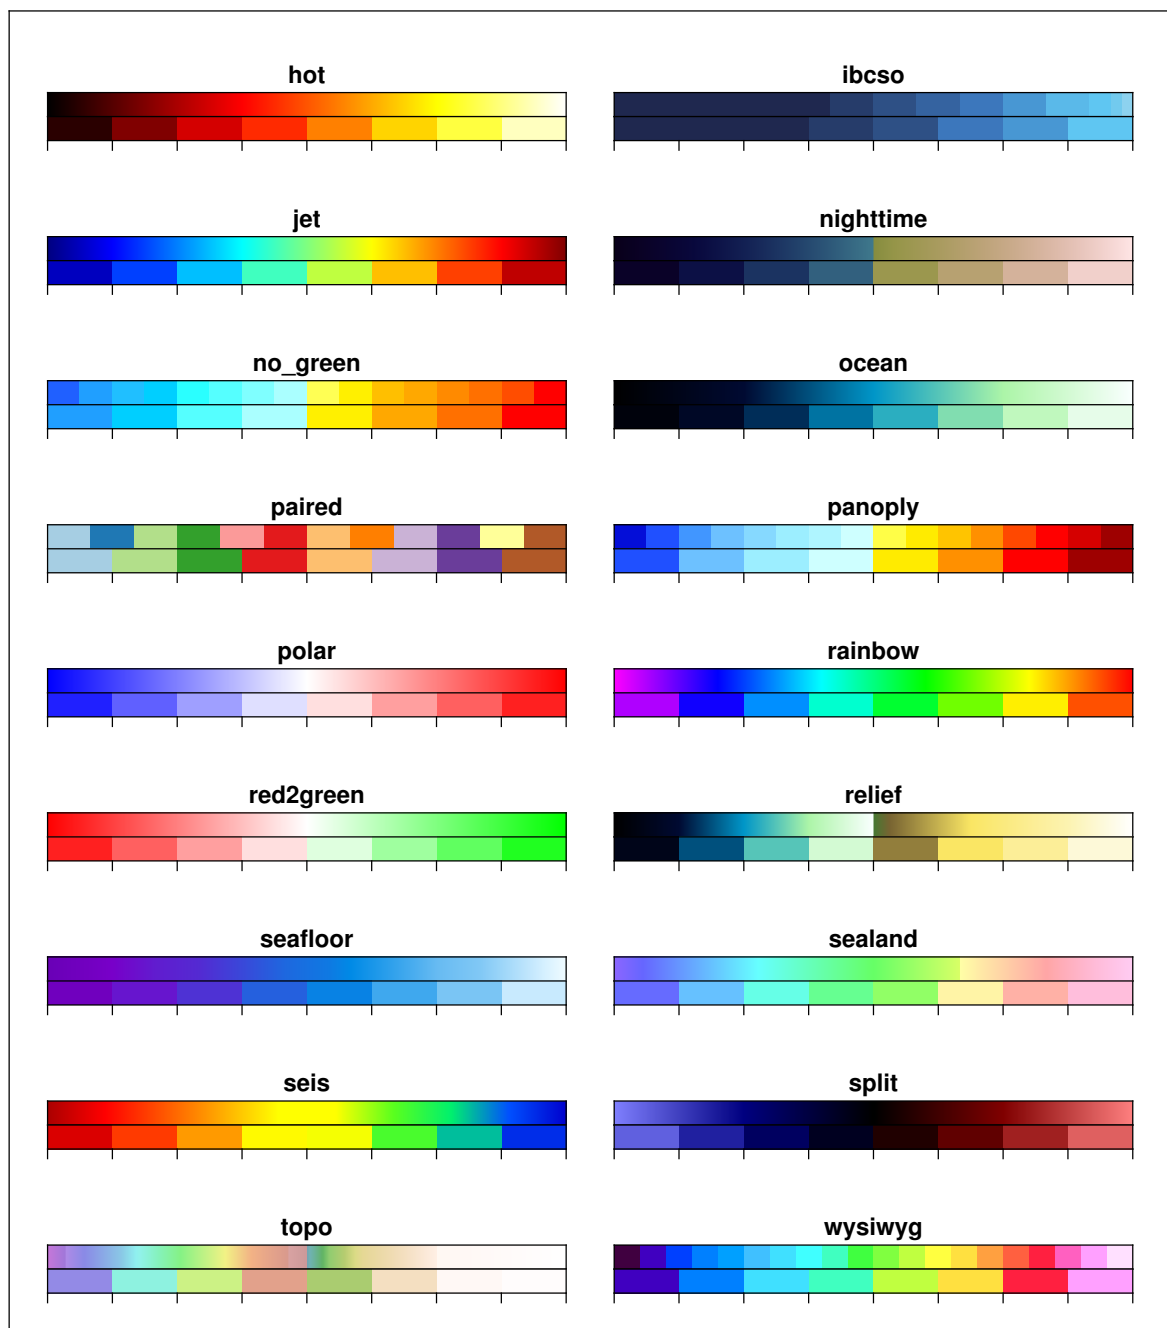 hot
ibcso
jet
nighttime
no_green
ocean
paired
panoply
polar
rainbow
red2green
relief
seafloor
sealand
seis
split
topo
wysiwyg